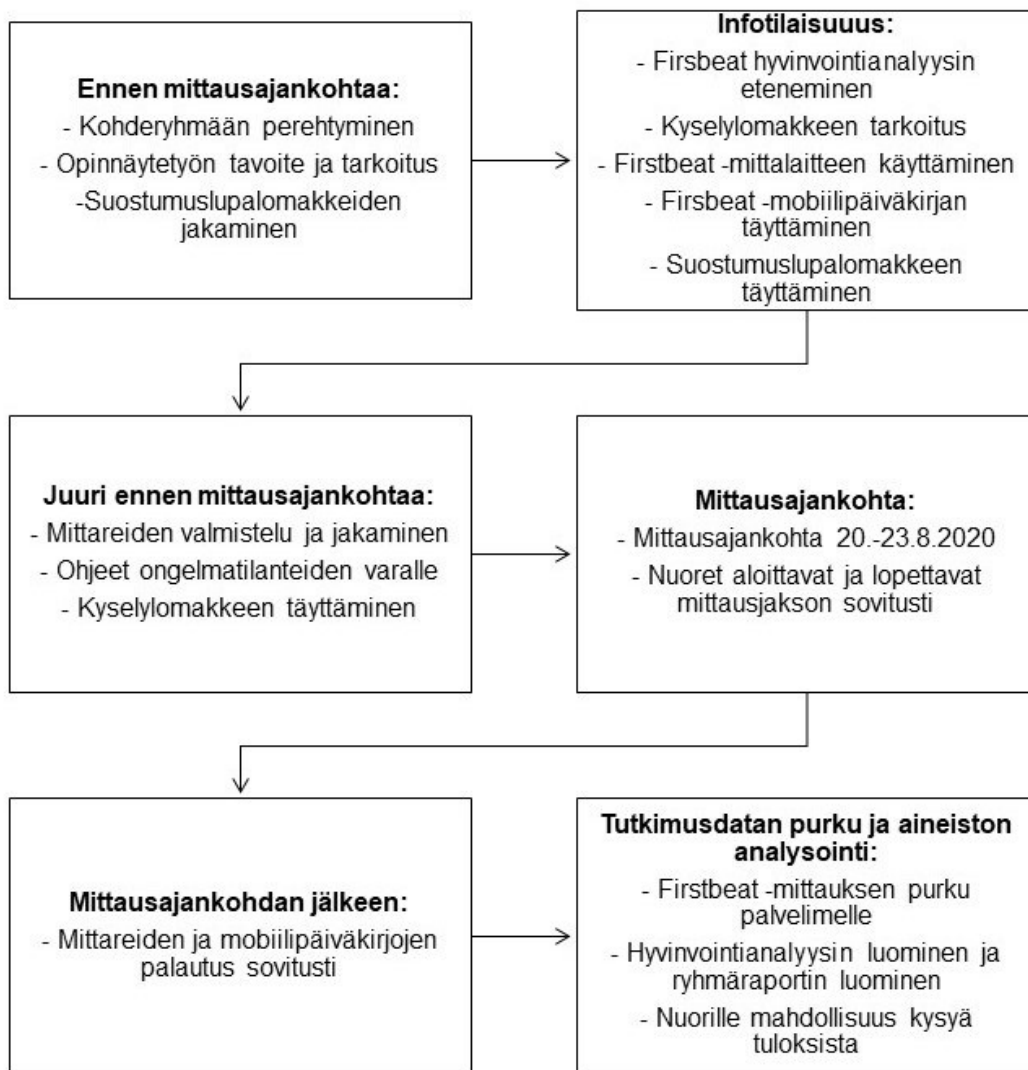 Ennen mittausajankohtaa:
- Kohderyhmään perehtyminen
- Opinnäytetyön tavoite ja tarkoitus
-Suostumuslupalomakkeiden
jakaminen
Infotilaisuuus:
- Firsbeat hyvinvointianalyysin
eteneminen
- Kyselylomakkeen tarkoitus
- Firstbeat -mittalaitteen käyttäminen
- Firsbeat -mobiilipäiväkirjan
täyttäminen
- Suostumuslupalomakkeen
täyttäminen
Juuri ennen mittausajankohtaa:
- Mittareiden valmistelu ja jakaminen
- Ohjeet ongelmatilanteiden varalle
- Kyselylomakkeen täyttäminen
Mittausajankohta:
- Mittausajankohta 20.-23.8.2020
- Nuoret aloittavat ja lopettavat
mittausjakson sovitusti
Mittausajankohdan jälkeen:
- Mittareiden ja mobiilipäiväkirjojen
palautus sovitusti
Tutkimusdatan purku ja aineiston
analysointi:
- Firstbeat -mittauksen purku
palvelimelle
- Hyvinvointianalyysin luominen ja
ryhmäraportin luominen
- Nuorille mahdollisuus kysyä
tuloksista